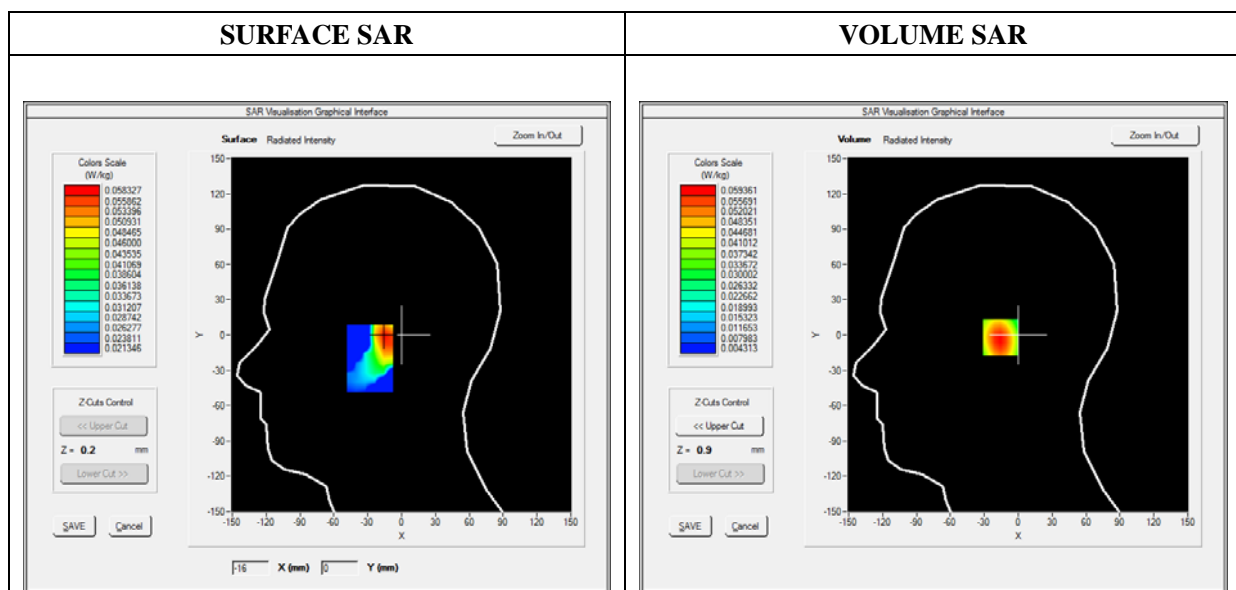 SURFACE SAR
VOLUME SAR
SAR Visualisation Graphical Interface
Surface Radiated Intensity
Zoom In/Out
Colors Scale
(W/kg)
0.058327
0.055862
0.053396
0.050931
0.048465
0.046000
0.043535
0.041069
0.038604
0.036138
0.033673
0.031207
0.028742
0.026277
0.023811
0.021346
150
120
90
60
30
0
-30
-60
-90
-120
-150
Y
-150 -120 -90 -60 -30 0 30 60 90 120 150
X
Z-Cuts Control
<< Upper Cut
Z = 0.2 mm
Lower Cut >>
SAVE Cancel
-16 X (mm) 0 Y (mm)
SAR Visualisation Graphical Interface
Volume Radiated Intensity
Zoom In/Out
Colors Scale
(W/kg)
0.059361
0.055691
0.052021
0.048351
0.044681
0.041012
0.037342
0.033672
0.030002
0.026332
0.022662
0.018993
0.015323
0.011653
0.007983
0.004313
150
120
90
60
30
0
-30
-60
-90
-120
-150
Y
-150 -120 -90 -60 -30 0 30 60 90 120 150
X
Z-Cuts Control
<< Upper Cut
Z = 0.9 mm
Lower Cut >>
SAVE Cancel